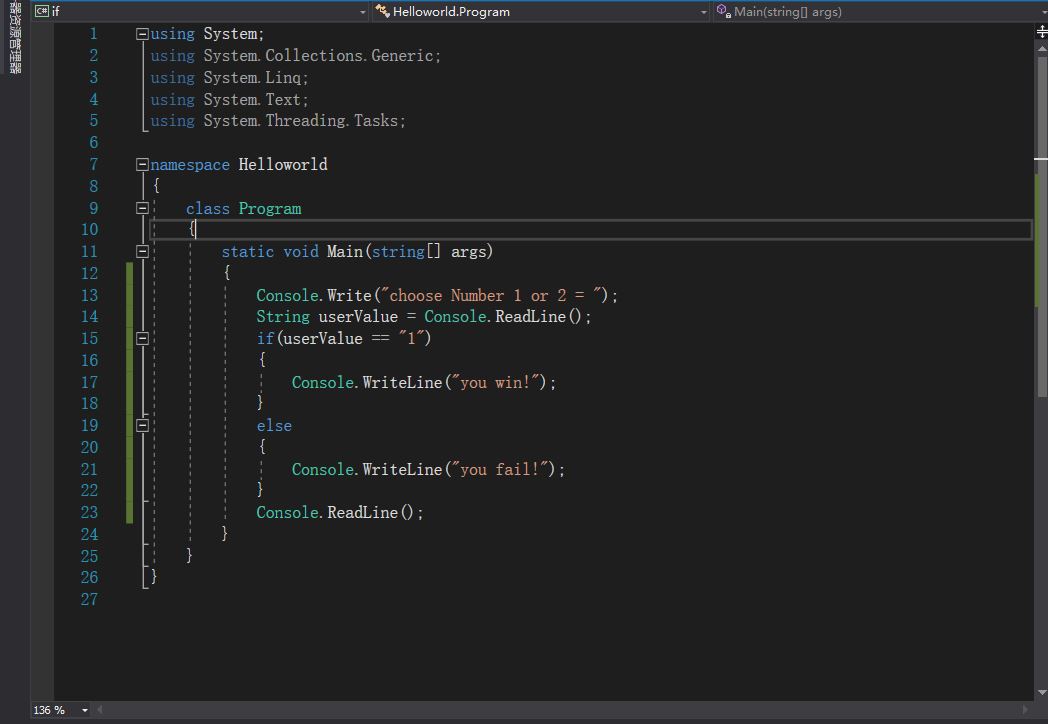 服务器资源管理器
C# if
Helloworld.Program
Main(string[] args)
1 using System;
2 using System.Collections.Generic;
3 using System.Linq;
4 using System.Text;
5 using System.Threading.Tasks;
6
7 namespace Helloworld
8 {
9 class Program
10 {
11 static void Main(string[] args)
12 {
13 Console.Write("choose Number 1 or 2 = ");
14 String userValue = Console.ReadLine();
15 if(userValue == "1")
16 {
17 Console.WriteLine("you win!");
18 }
19 else
20 {
21 Console.WriteLine("you fail!");
22 }
23 Console.ReadLine();
24 }
25 }
26 }
27
136 %